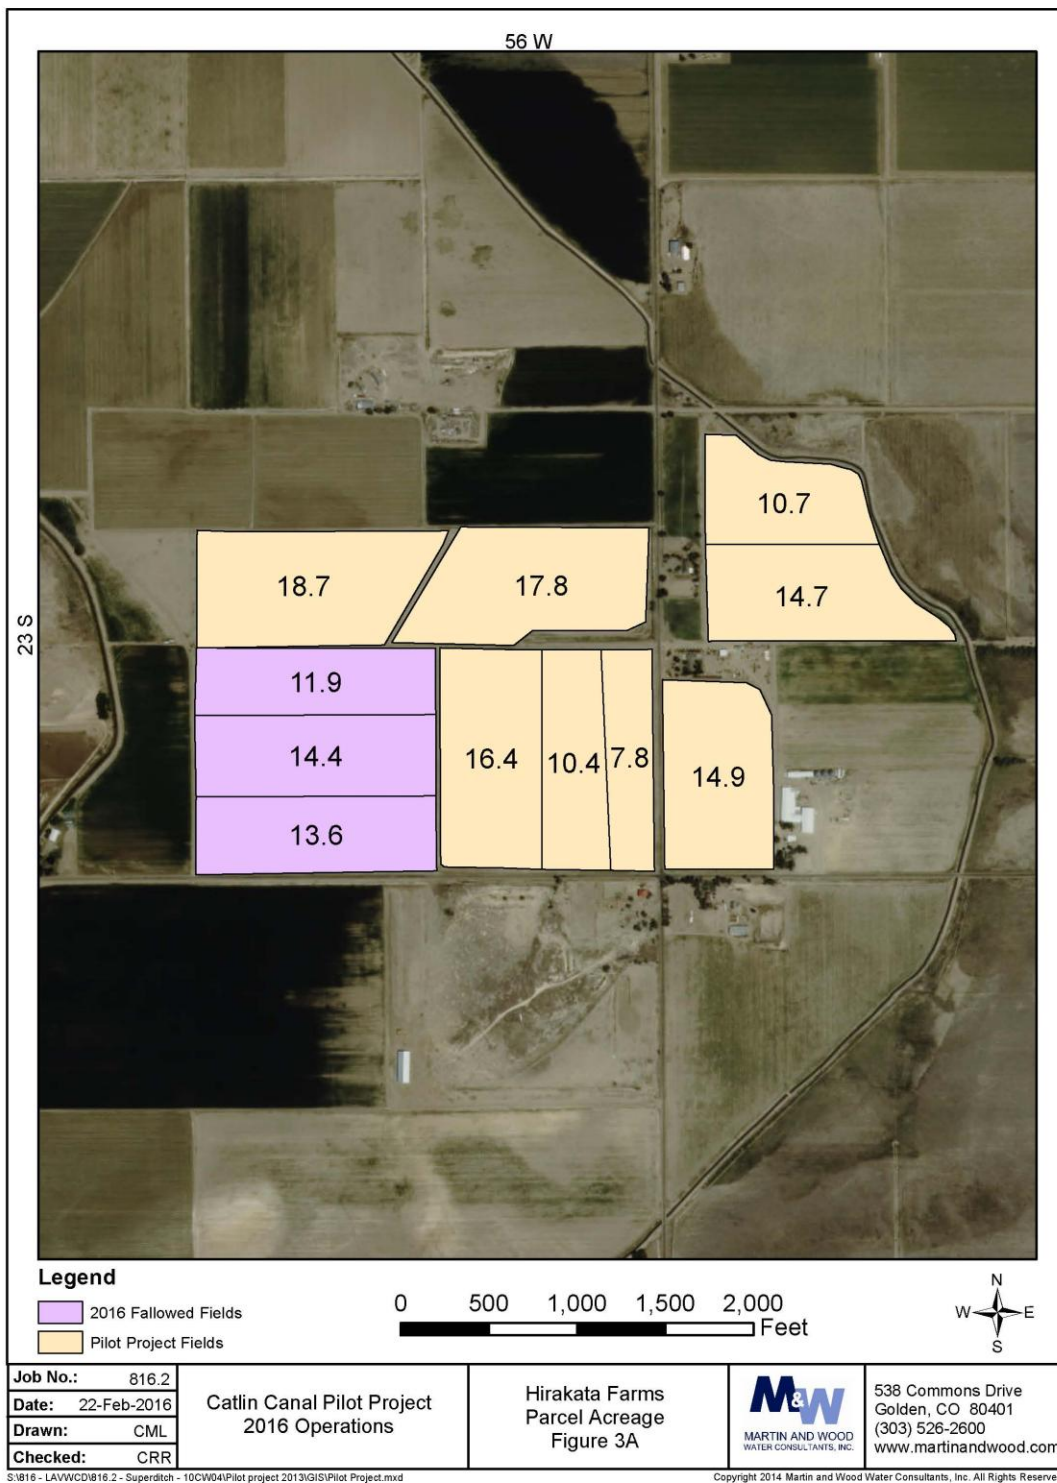 56 W
23 S
10.7
14.7
18.7
17.8
11.9
14.4
13.6
16.4
10.4
7.8
14.9
Legend
2016 Fallowed Fields
Pilot Project Fields
0 500 1,000 1,500 2,000
Feet
N
W E
S
Job No.: 816.2
Date: 22-Feb-2016
Drawn: CML
Checked: CRR
Catlin Canal Pilot Project
2016 Operations
Hirakata Farms
Parcel Acreage
Figure 3A
M&W
MARTIN AND WOOD
WATER CONSULTANTS, INC.
538 Commons Drive
Golden, CO 80401
(303) 526-2600
www.martinandwood.com
S:\816 - LAVWCD\816.2 - Superditch - 10CW04\Pilot project 2013\GIS\Pilot Project.mxd
Copyright 2014 Martin and Wood Water Consultants, Inc. All Rights Reserve